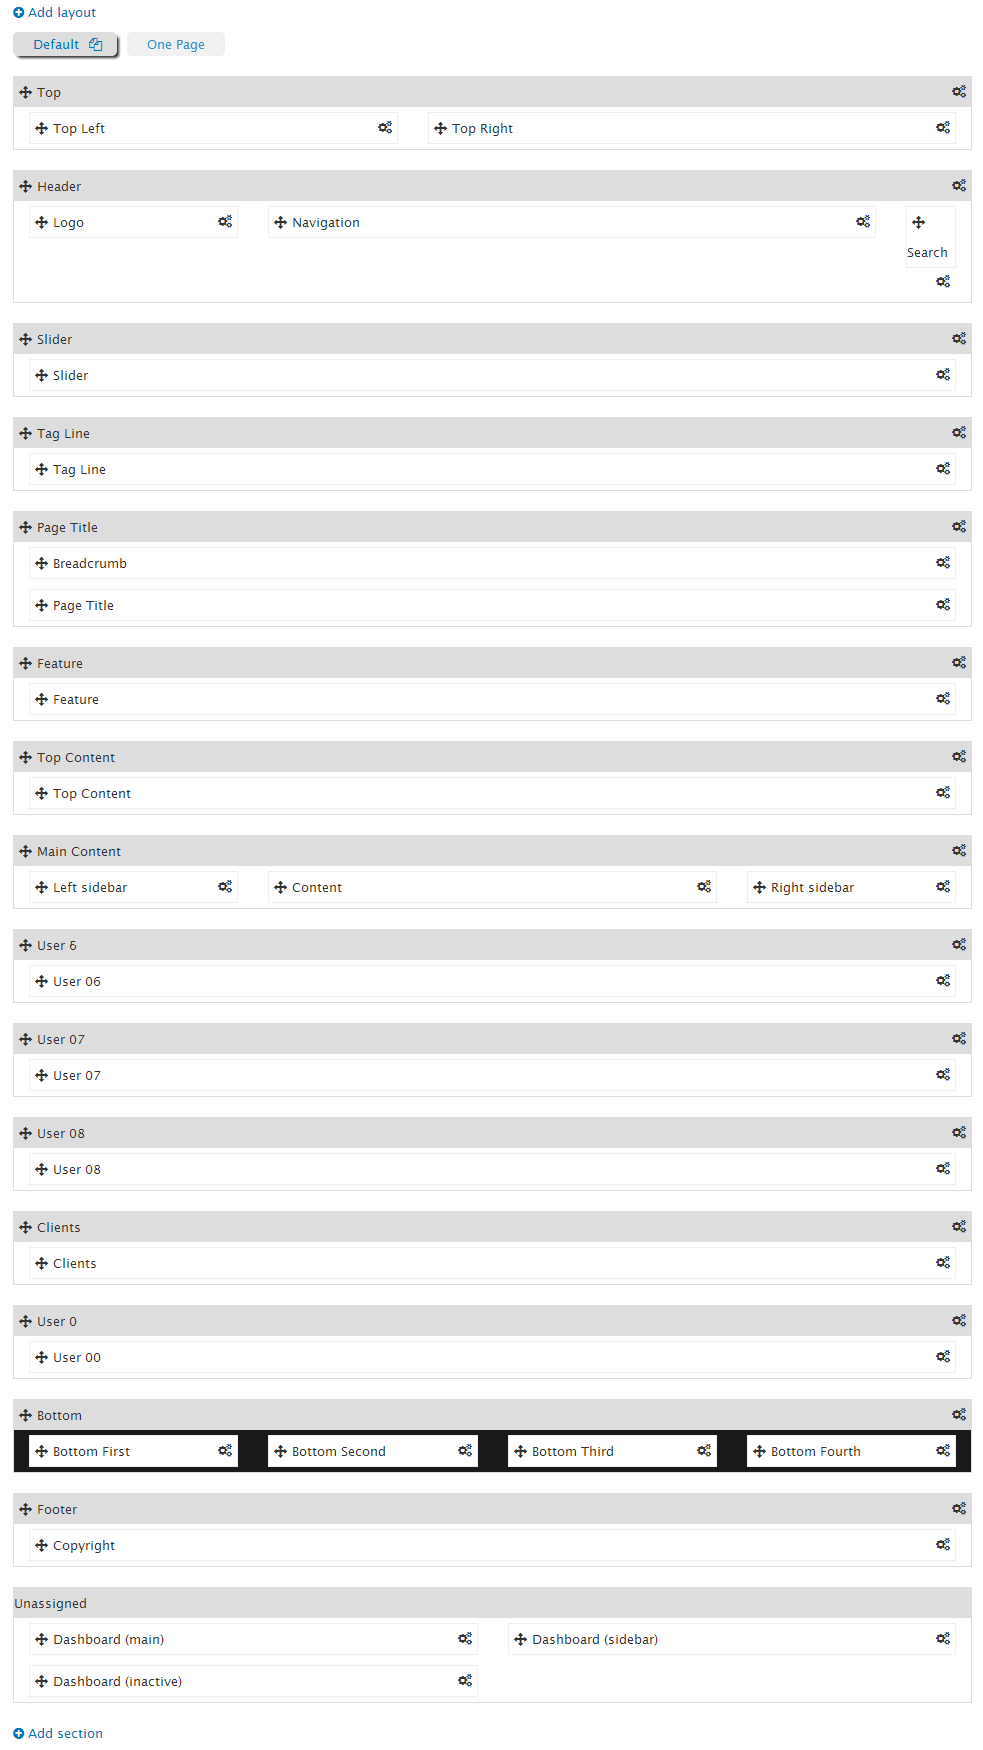 Add layout
Default One Page
Top
Top Left Top Right
Header
Logo Navigation
Search
Slider
Slider
Tag Line
Tag Line
Page Title
Breadcrumb
Page Title
Feature
Feature
Top Content
Top Content
Main Content
Left sidebar Content Right sidebar
User 6
User 06
User 07
User 07
User 08
User 08
Clients
Clients
User 0
User 00
Bottom
Bottom First Bottom Second Bottom Third Bottom Fourth
Footer
Copyright
Unassigned
Dashboard (main) Dashboard (sidebar)
Dashboard (inactive)
Add section